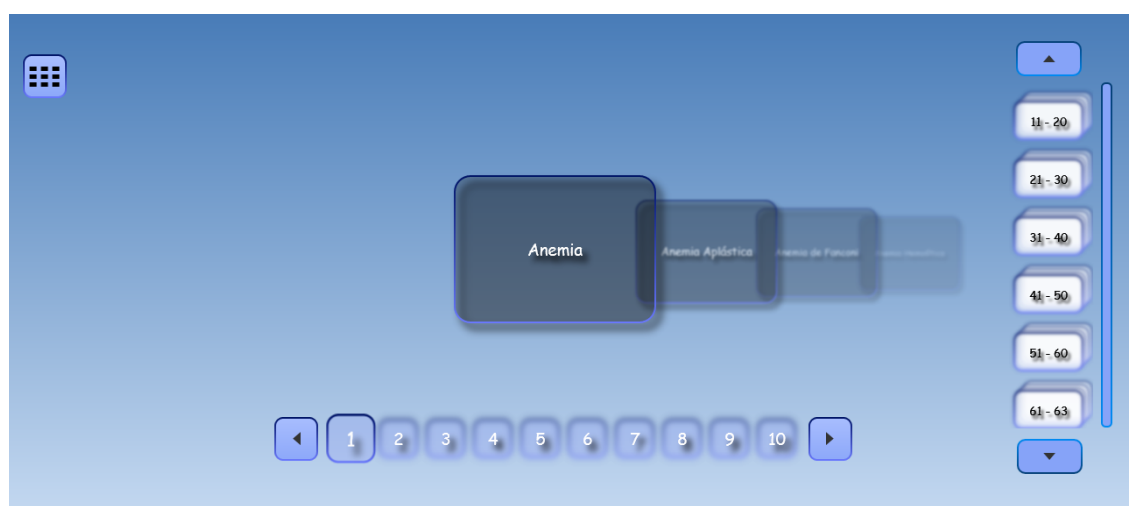 11 - 20
21 - 30
31 - 40
41 - 50
51 - 60
61 - 63
Anemia
Anemia Aplástica
Anemia de Fanconi
1 2 3 4 5 6 7 8 9 10